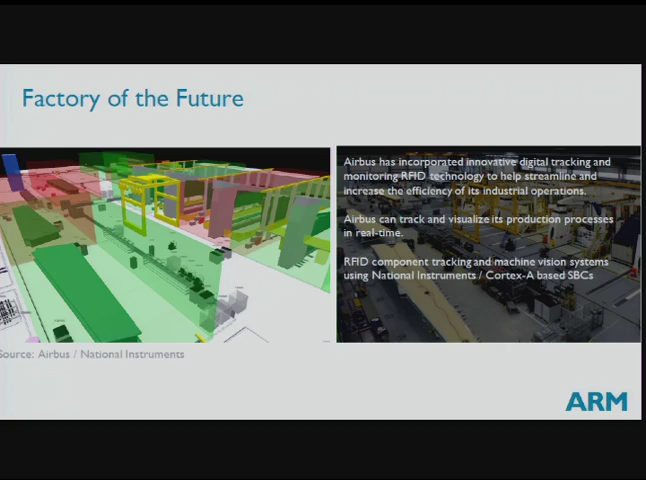 Factory of the Future
Airbus has incorporated innovative digital tracking and
monitoring RFID technology to help streamline and
increase the efficiency of its industrial operations.
Airbus can track and visualize its production processes
in real-time.
RFID component tracking and machine vision systems
using National Instruments / Cortex-A based SBCs
Source: Airbus / National Instruments
ARM